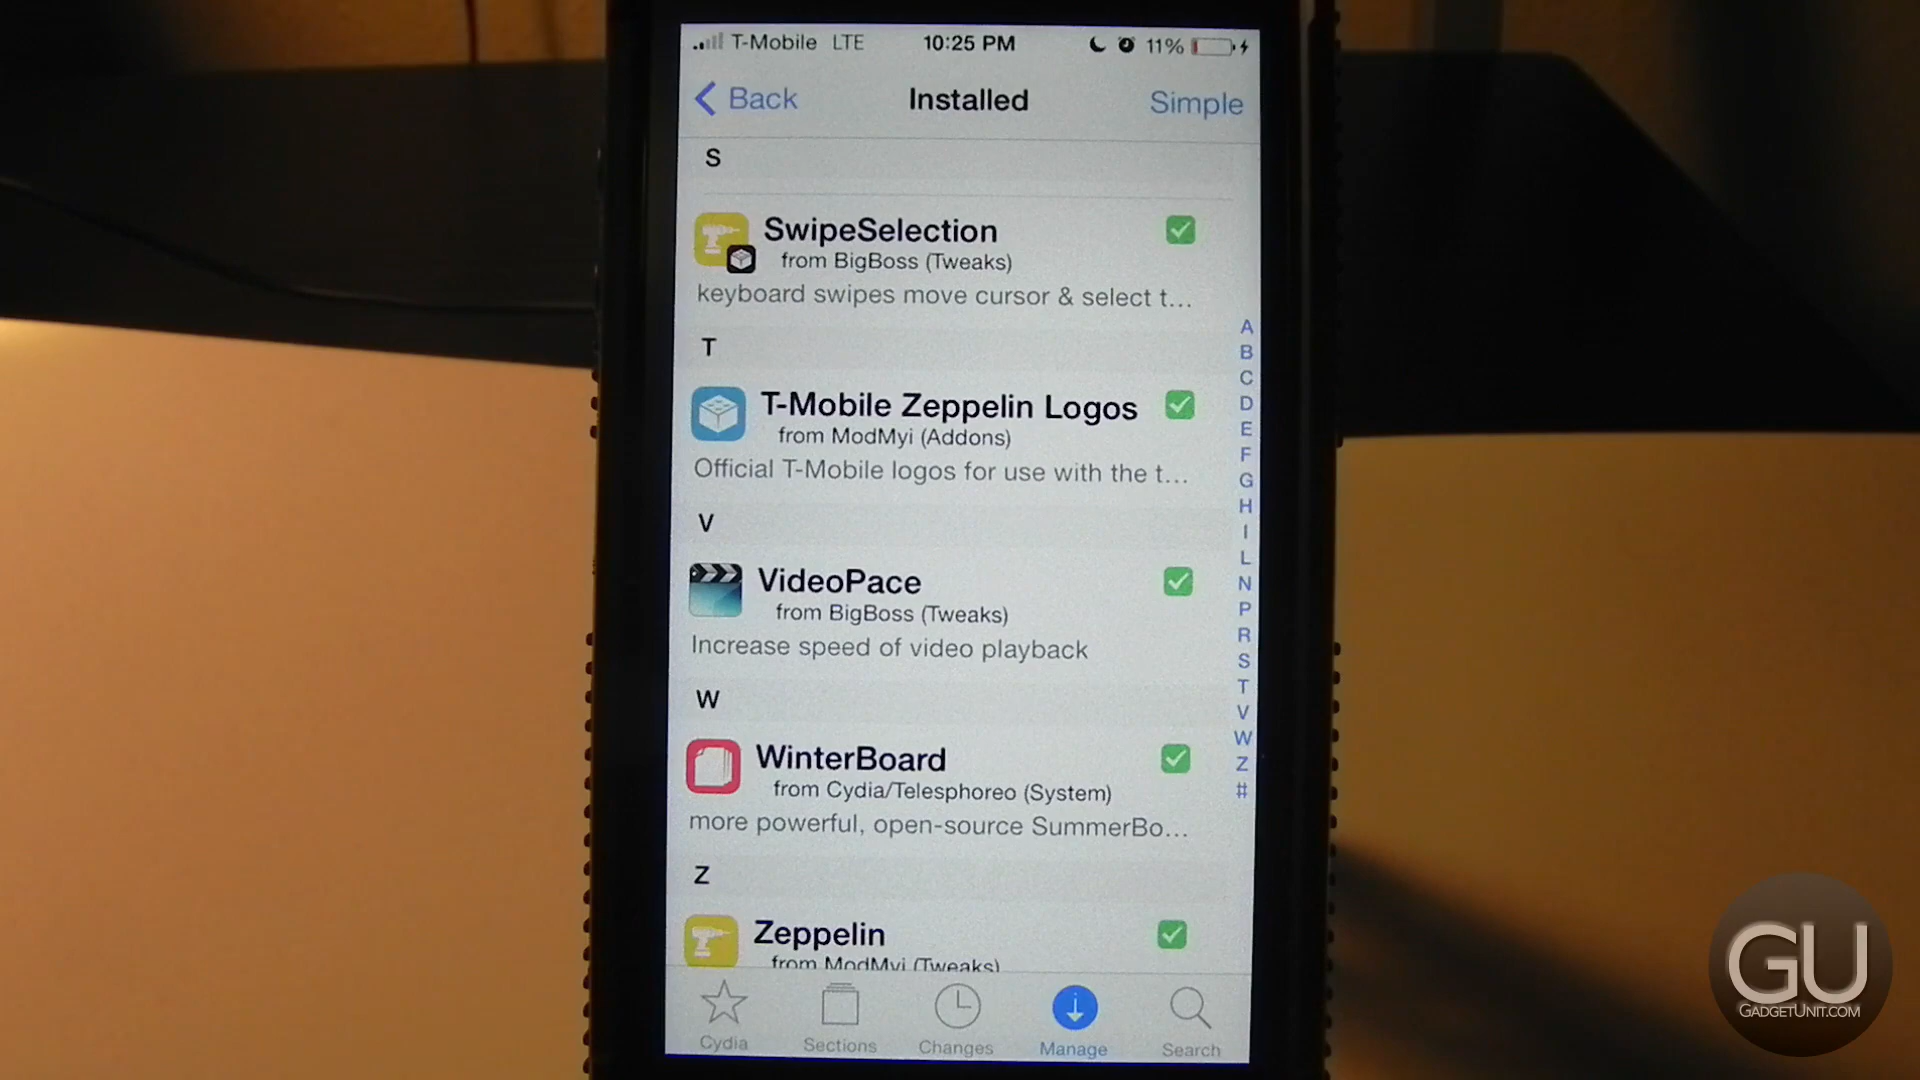 T-Mobile LTE 10:25 PM 11%
Back Installed Simple
S
SwipeSelection
from BigBoss (Tweaks)
keyboard swipes move cursor & select t...
T
T-Mobile Zeppelin Logos
from ModMyi (Addons)
Official T-Mobile logos for use with the t...
V
VideoPace
from BigBoss (Tweaks)
Increase speed of video playback
W
WinterBoard
from Cydia/Telesphoreo (System)
more powerful, open-source SummerBo...
Z
Zeppelin
from ModMyi (Tweaks)
A
B
C
D
E
F
G
H
I
L
N
P
R
S
T
V
W
Z
#
Cydia Sections Changes Manage Search
GU
GADGETUNIT.COM